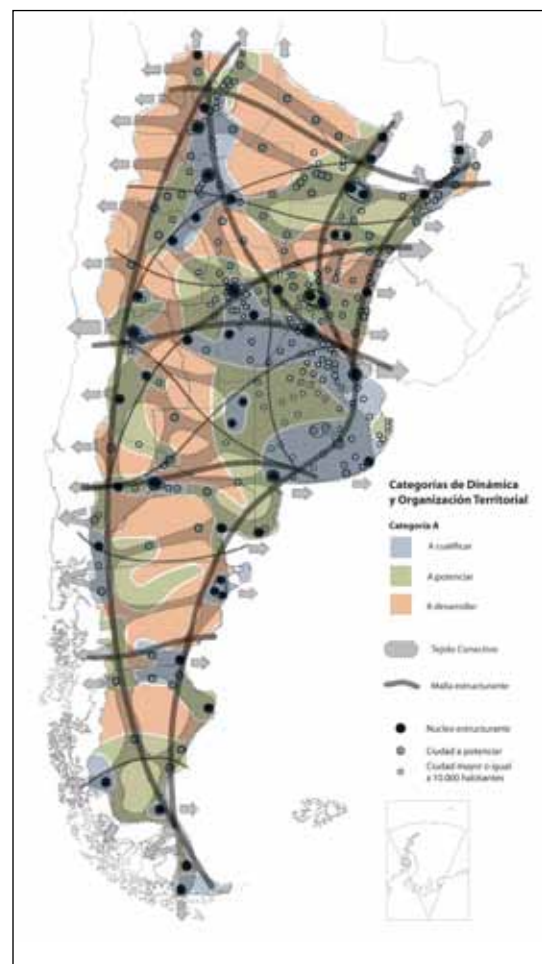 Categorías de Dinámica
y Organización Territorial
Categoría A
A cualificar
A potenciar
A desarrollar
Tejido Conectivo
Malla estructurante
Nucleo estructurante
Ciudad a potenciar
Ciudad mayor o igual
a 10.000 habitantes